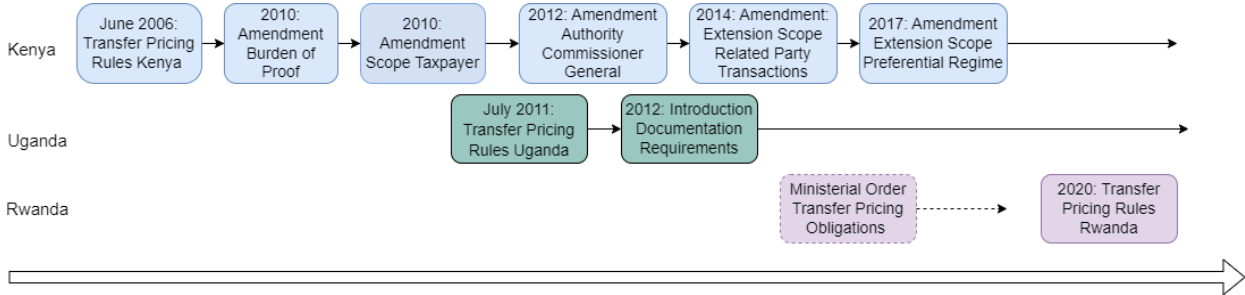 Kenya
June 2006:
Transfer Pricing
Rules Kenya
2010:
Amendment
Burden of
Proof
2010:
Amendment
Scope Taxpayer
2012: Amendment
Authority
Commissioner
General
2014: Amendment:
Extension Scope
Related Party
Transactions
2017: Amendment
Extension Scope
Preferential Regime
Uganda
July 2011:
Transfer Pricing
Rules Uganda
2012: Introduction
Documentation
Requirements
Rwanda
Ministerial Order
Transfer Pricing
Obligations
2020: Transfer
Pricing Rules
Rwanda